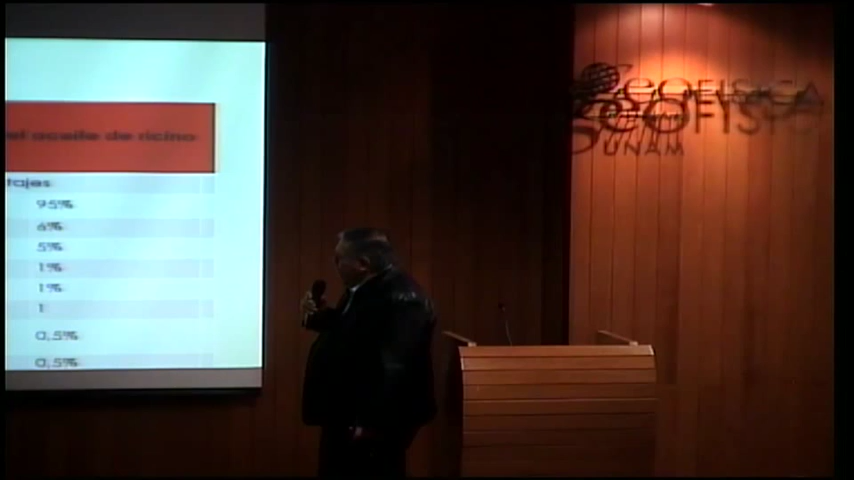 el aceite de ricino
tajes
95%
6%
5%
1%
1%
1
0,5%
0,5%
GEOFISICA
UNAM